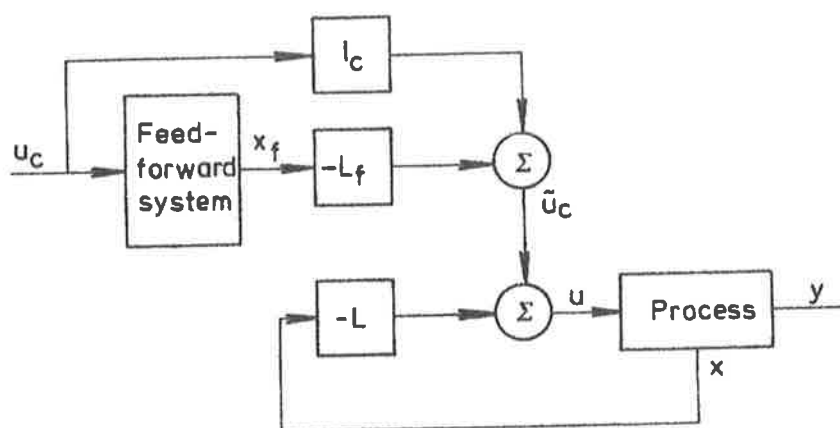 l_c
u_c
Feed-
forward
system
x_f
-L_f
Σ
ũ_c
-L
Σ
u
Process
y
x